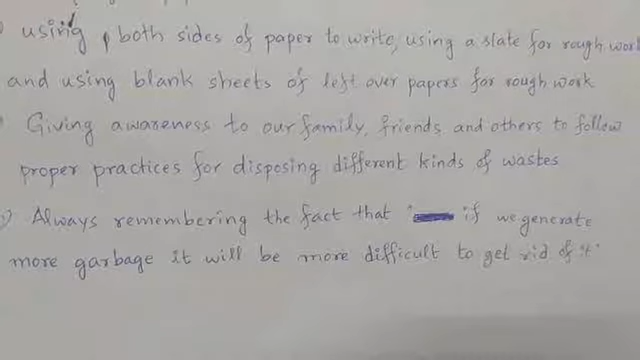 using, both sides of paper to write, using a slate for rough work
and using blank sheets of left over papers for rough work
Giving awareness to our family, friends and others to follow
proper practices for disposing different kinds of wastes
Always remembering the fact that ' if we generate
more garbage it will be more difficult to get rid of it'